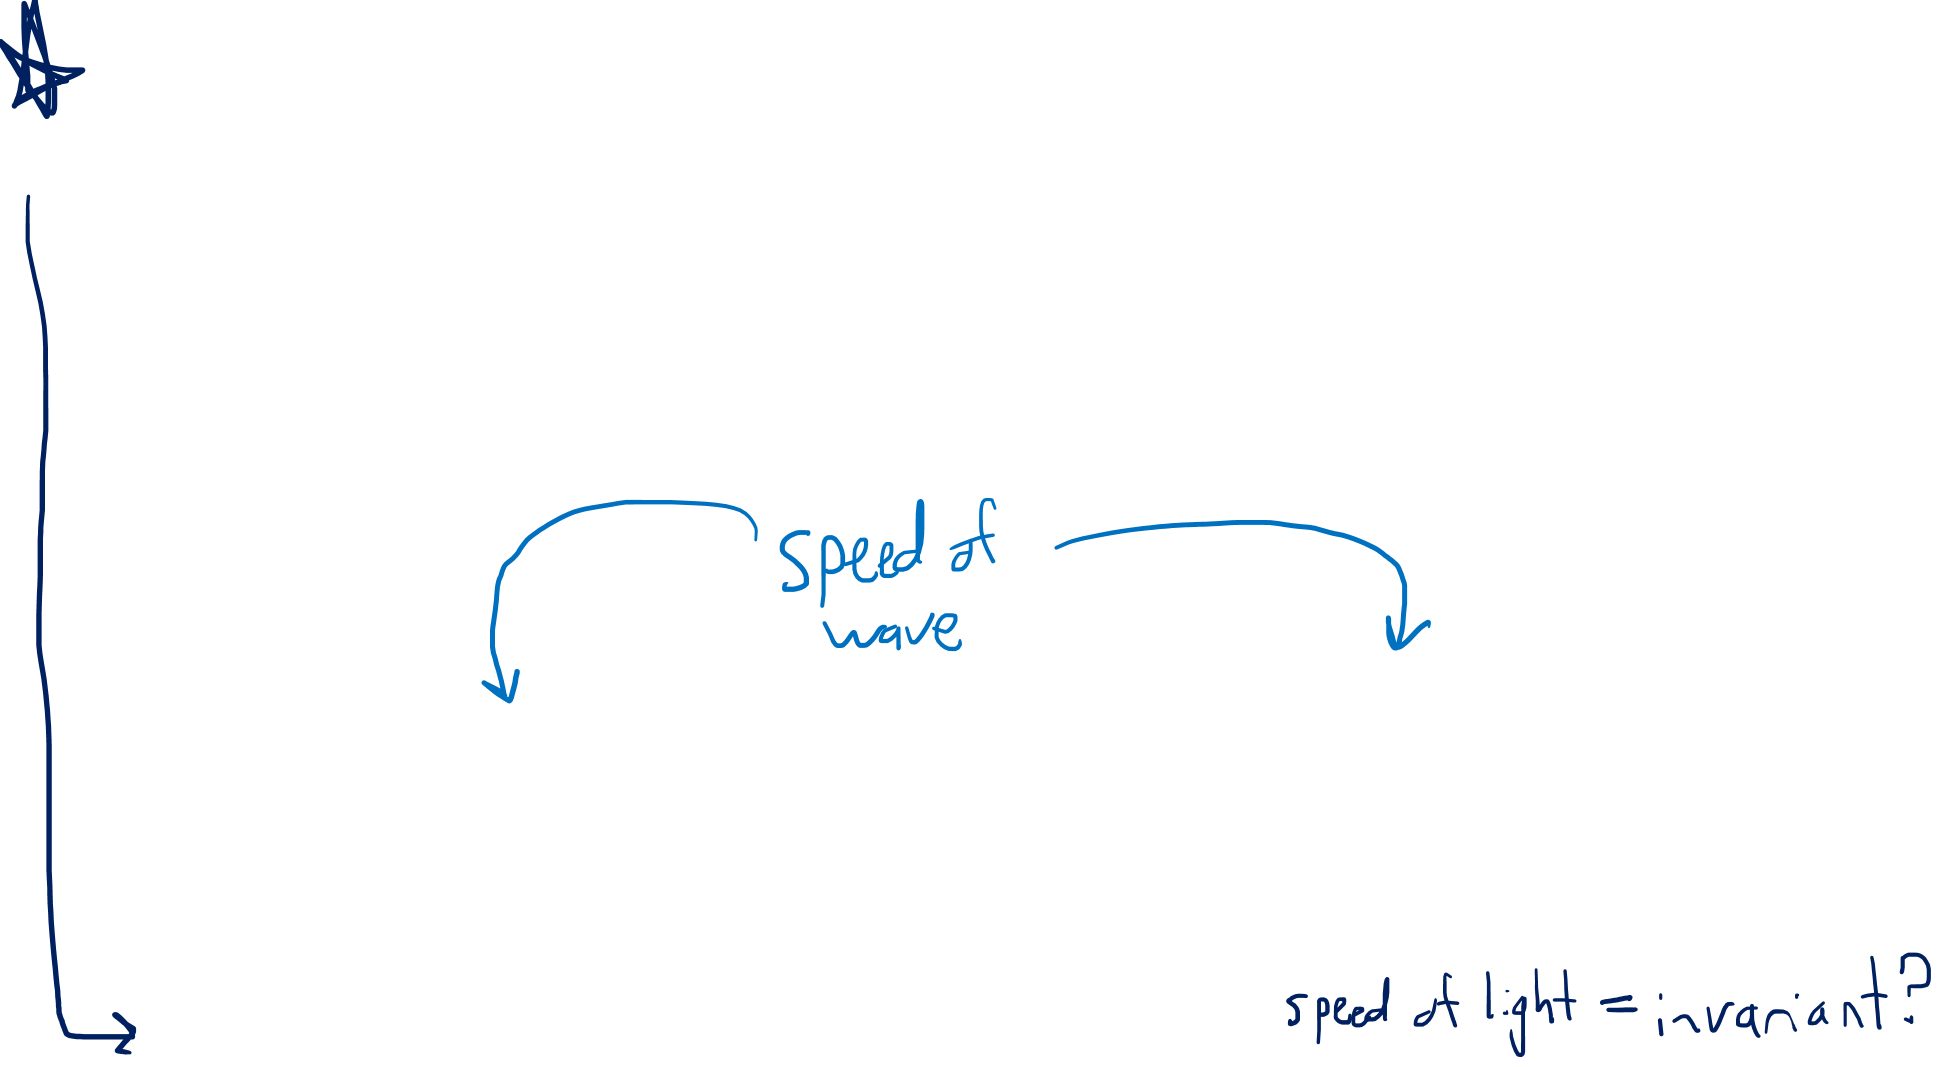 speed of
wave
speed of light = invariant?